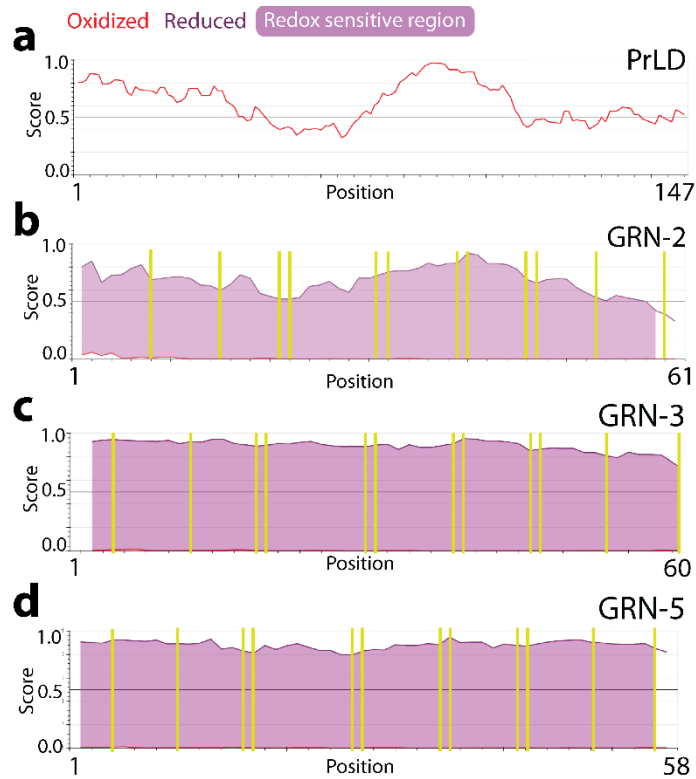 Oxidized Reduced Redox sensitive region
a
PrLD
1.0
0.5
0.0
Score
1 Position 147
b
GRN-2
1.0
0.5
0.0
Score
1 Position 61
c
GRN-3
1.0
0.5
0.0
Score
1 Position 60
d
GRN-5
1.0
0.5
0.0
Score
1 Position 58